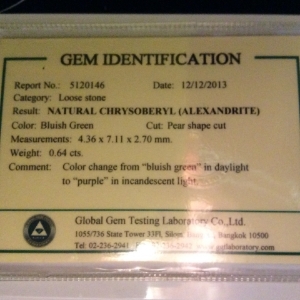 GEM IDENTIFICATION
Report No.: 5120146 Date: 12/12/2013
Category: Loose stone
Result: NATURAL CHRYSOBERYL (ALEXANDRITE)
Color: Bluish Green Cut: Pear shape cut
Measurements: 4.36 x 7.11 x 2.70 mm.
Weight: 0.64 cts.
Comment: Color change from "bluish green" in daylight
to "purple" in incandescent light.
Global Gem Testing Laboratory Co.,Ltd.
1055/736 State Tower 33Fl, Silom Bangkok 10500
Tel: 02-236-2941